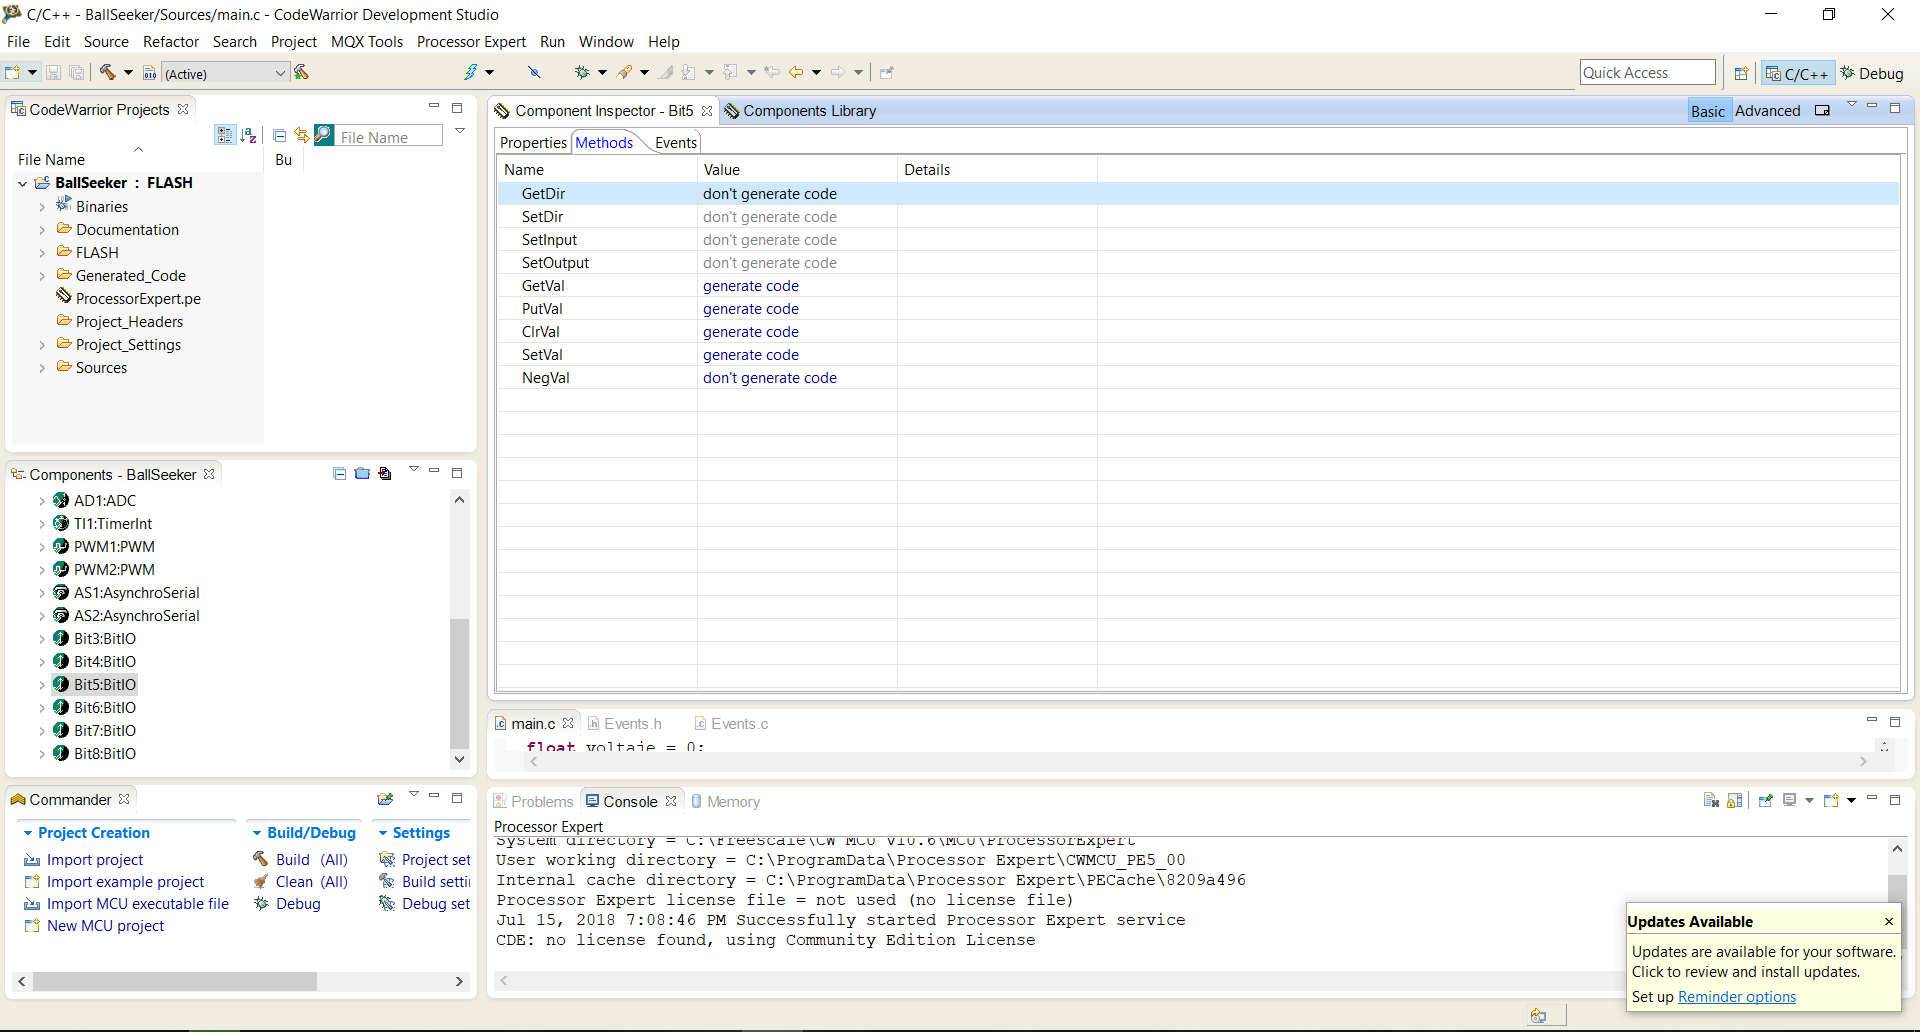 C/C++ - BallSeeker/Sources/main.c - CodeWarrior Development Studio
File Edit Source Refactor Search Project MQX Tools Processor Expert Run Window Help
(Active)
Quick Access
C/C++
Debug
CodeWarrior Projects
File Name
File Name
Bu
BallSeeker : FLASH
Binaries
Documentation
FLASH
Generated_Code
ProcessorExpert.pe
Project_Headers
Project_Settings
Sources
Components - BallSeeker
AD1:ADC
TI1:TimerInt
PWM1:PWM
PWM2:PWM
AS1:AsynchroSerial
AS2:AsynchroSerial
Bit3:BitIO
Bit4:BitIO
Bit5:BitIO
Bit6:BitIO
Bit7:BitIO
Bit8:BitIO
Commander
Project Creation
Import project
Import example project
Import MCU executable file
New MCU project
Build/Debug
Build (All)
Clean (All)
Debug
Settings
Project set
Build setti
Debug set
Component Inspector - Bit5
Components Library
Basic Advanced
Properties Methods Events
Name Value Details
GetDir don't generate code
SetDir don't generate code
SetInput don't generate code
SetOutput don't generate code
GetVal generate code
PutVal generate code
ClrVal generate code
SetVal generate code
NegVal don't generate code
main.c Events.h Events.c
float voltaje = 0;
Problems Console Memory
Processor Expert
System directory = C:\Freescale\CW MCU v10.6\MCU\ProcessorExpert
User working directory = C:\ProgramData\Processor Expert\CWMCU_PE5_00
Internal cache directory = C:\ProgramData\Processor Expert\PECache\8209a496
Processor Expert license file = not used (no license file)
Jul 15, 2018 7:08:46 PM Successfully started Processor Expert service
CDE: no license found, using Community Edition License
Updates Available
Updates are available for your software.
Click to review and install updates.
Set up Reminder options